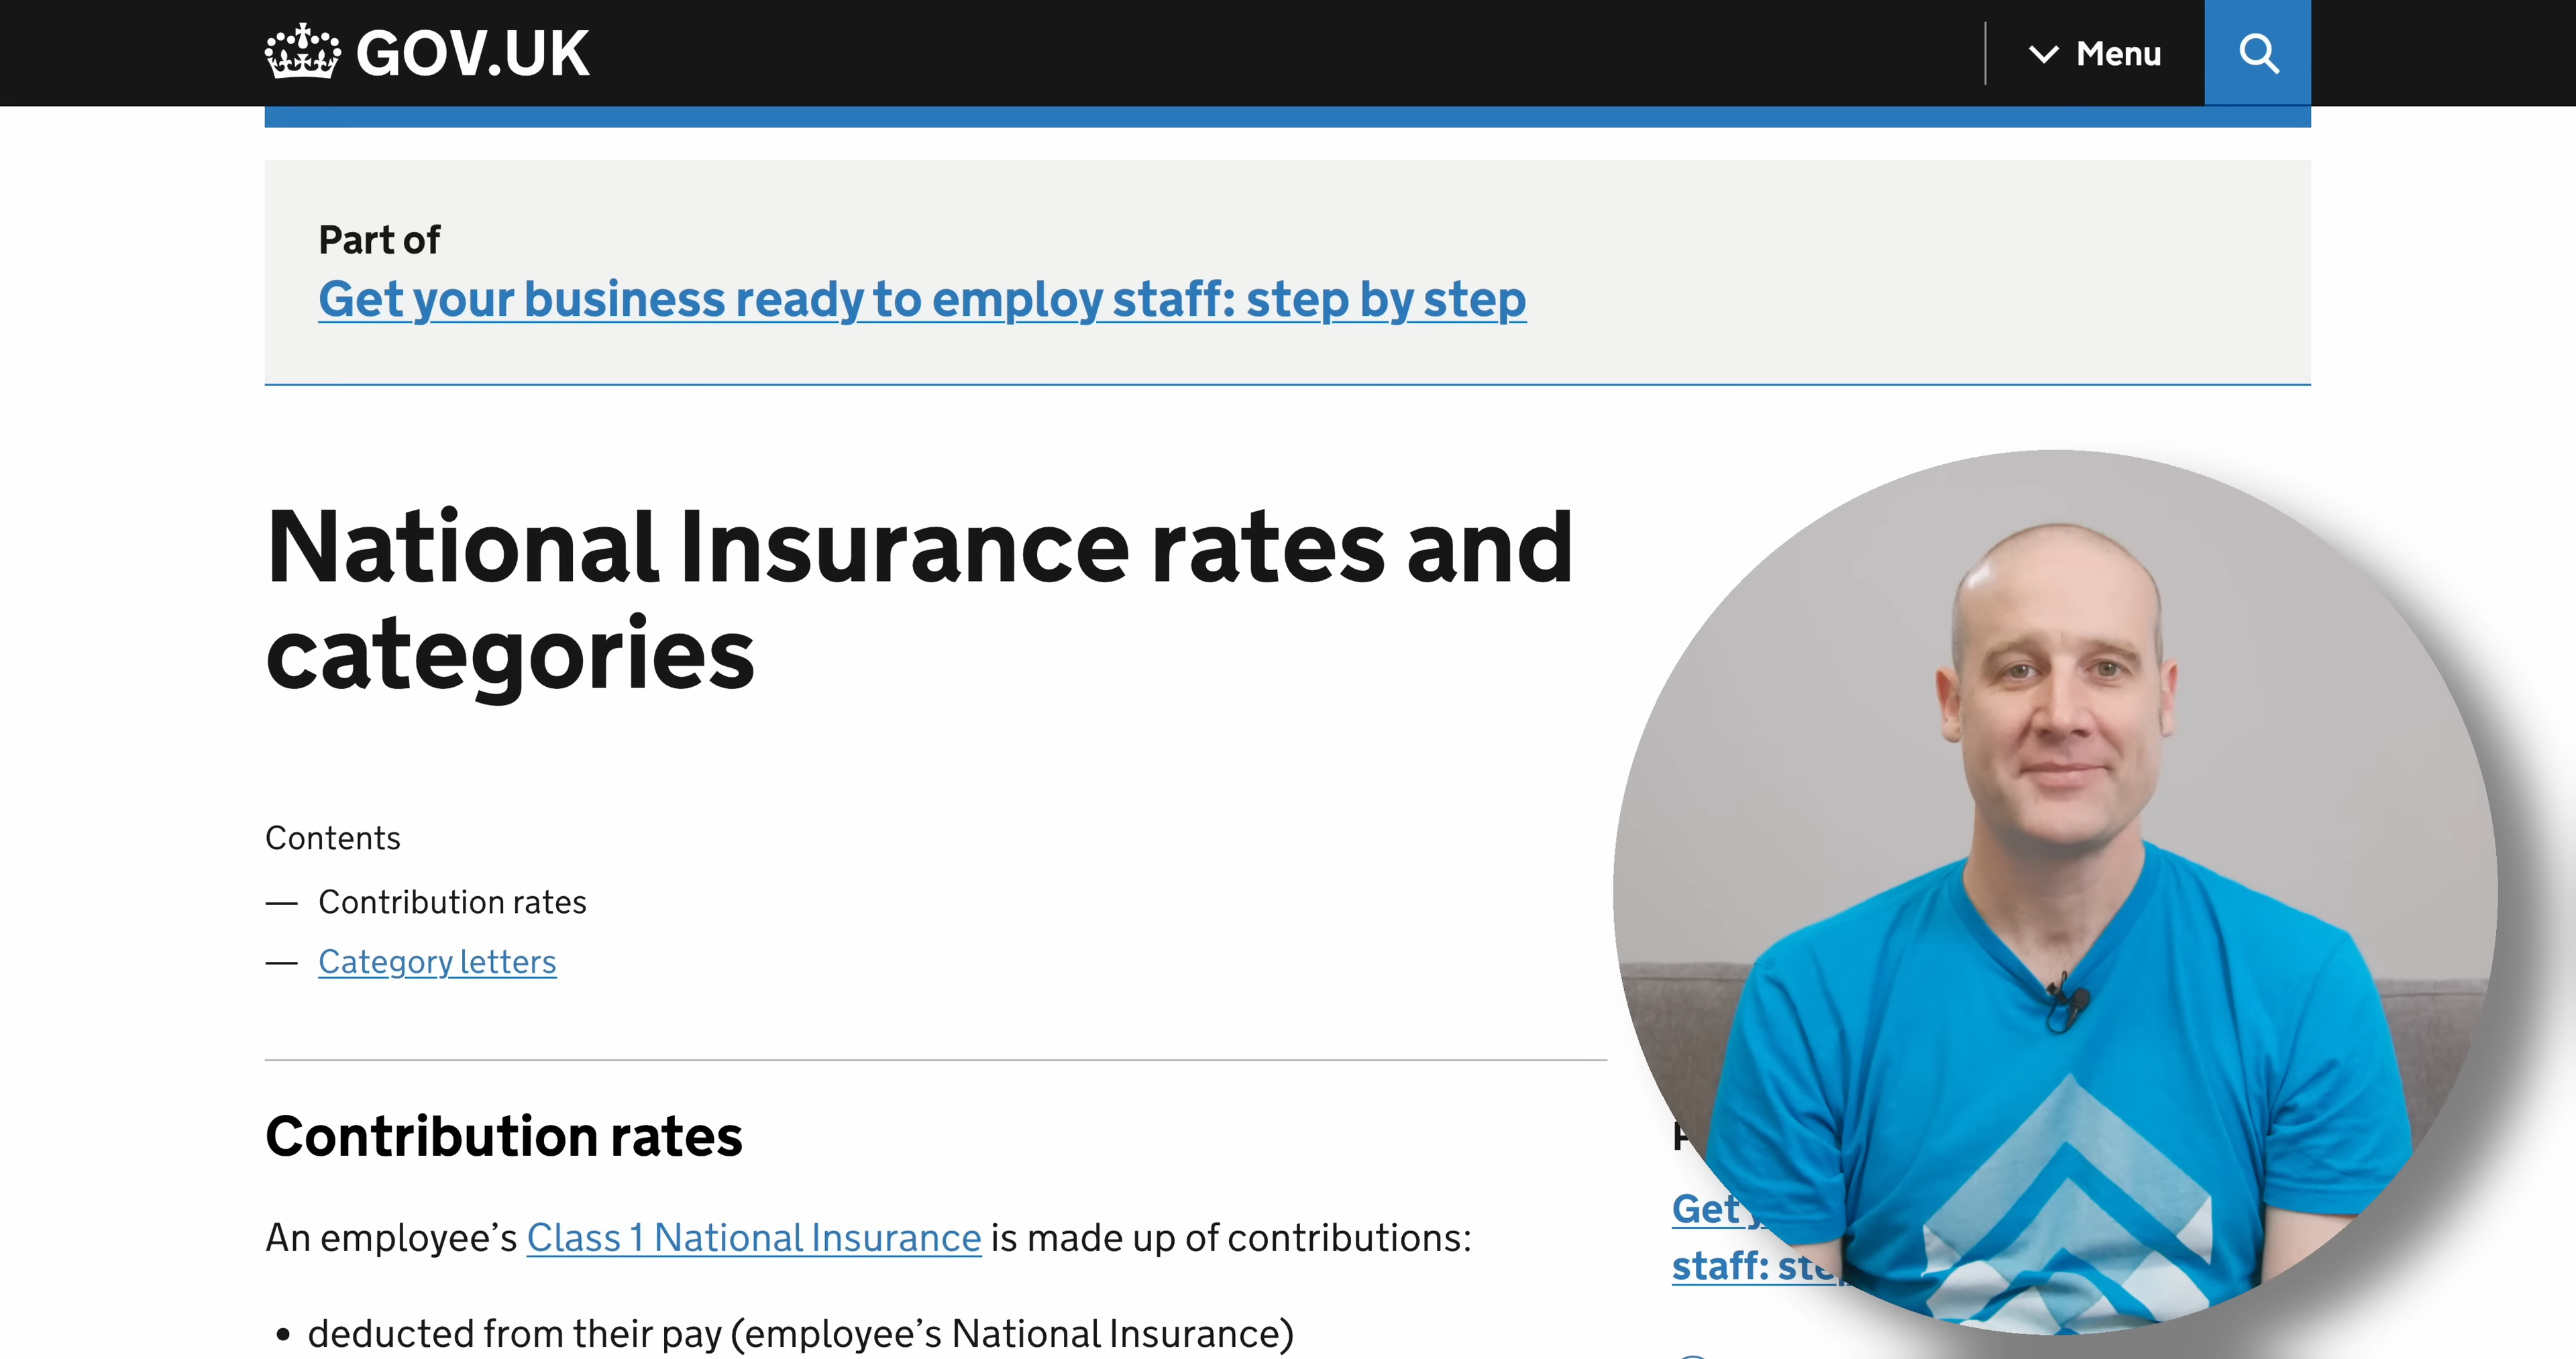 GOV.UK
Menu
Part of
Get your business ready to employ staff: step by step
National Insurance rates and
categories
Contents
— Contribution rates
— Category letters
Contribution rates
An employee’s Class 1 National Insurance is made up of contributions:
• deducted from their pay (employee’s National Insurance)
Get
staff: